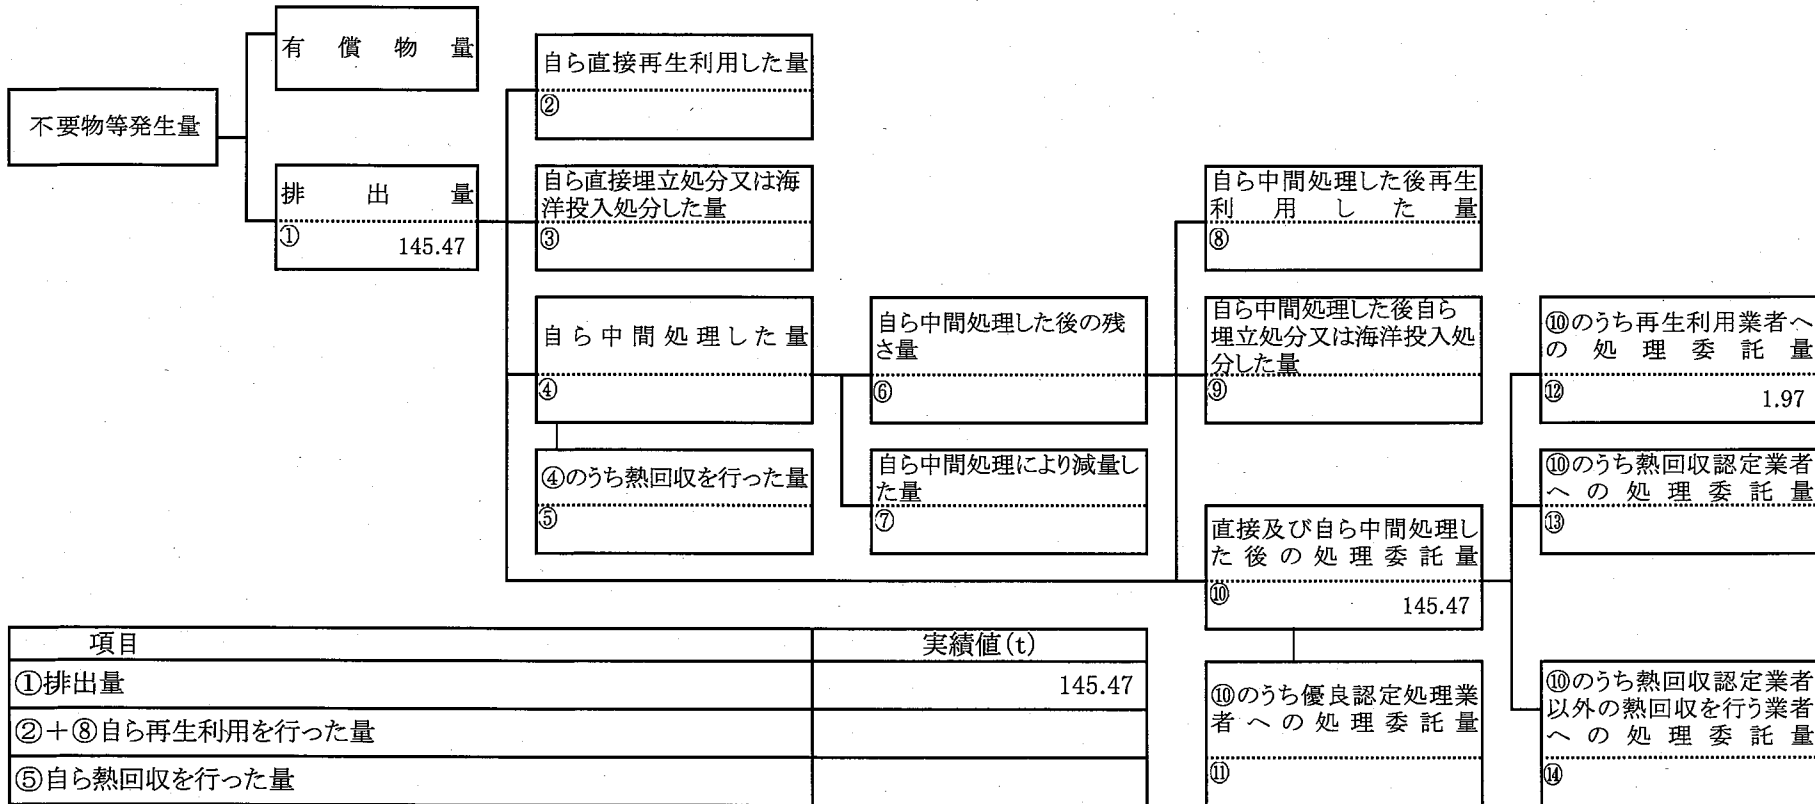 有償物量
不要物等発生量
排出量
① 145.47
自ら直接再生利用した量
②
自ら直接埋立処分又は海
洋投入処分した量
③
自ら中間処理した量
④
④のうち熱回収を行った量
⑤
自ら中間処理した後の残
さ量
⑥
自ら中間処理により減量し
た量
⑦
自ら中間処理した後再生
利用した量
⑧
自ら中間処理した後自ら
埋立処分又は海洋投入処
分した量
⑨
直接及び自ら中間処理し
た後の処理委託量
⑩ 145.47
⑩のうち優良認定処理業
者への処理委託量
⑪
⑩のうち再生利用業者へ
の処理委託量
⑫ 1.97
⑩のうち熱回収認定業者
への処理委託量
⑬
⑩のうち熱回収認定業者
以外の熱回収を行う業者
への処理委託量
⑭
項目 実績値(t)
①排出量 145.47
②+⑧自ら再生利用を行った量
⑤自ら熱回収を行った量